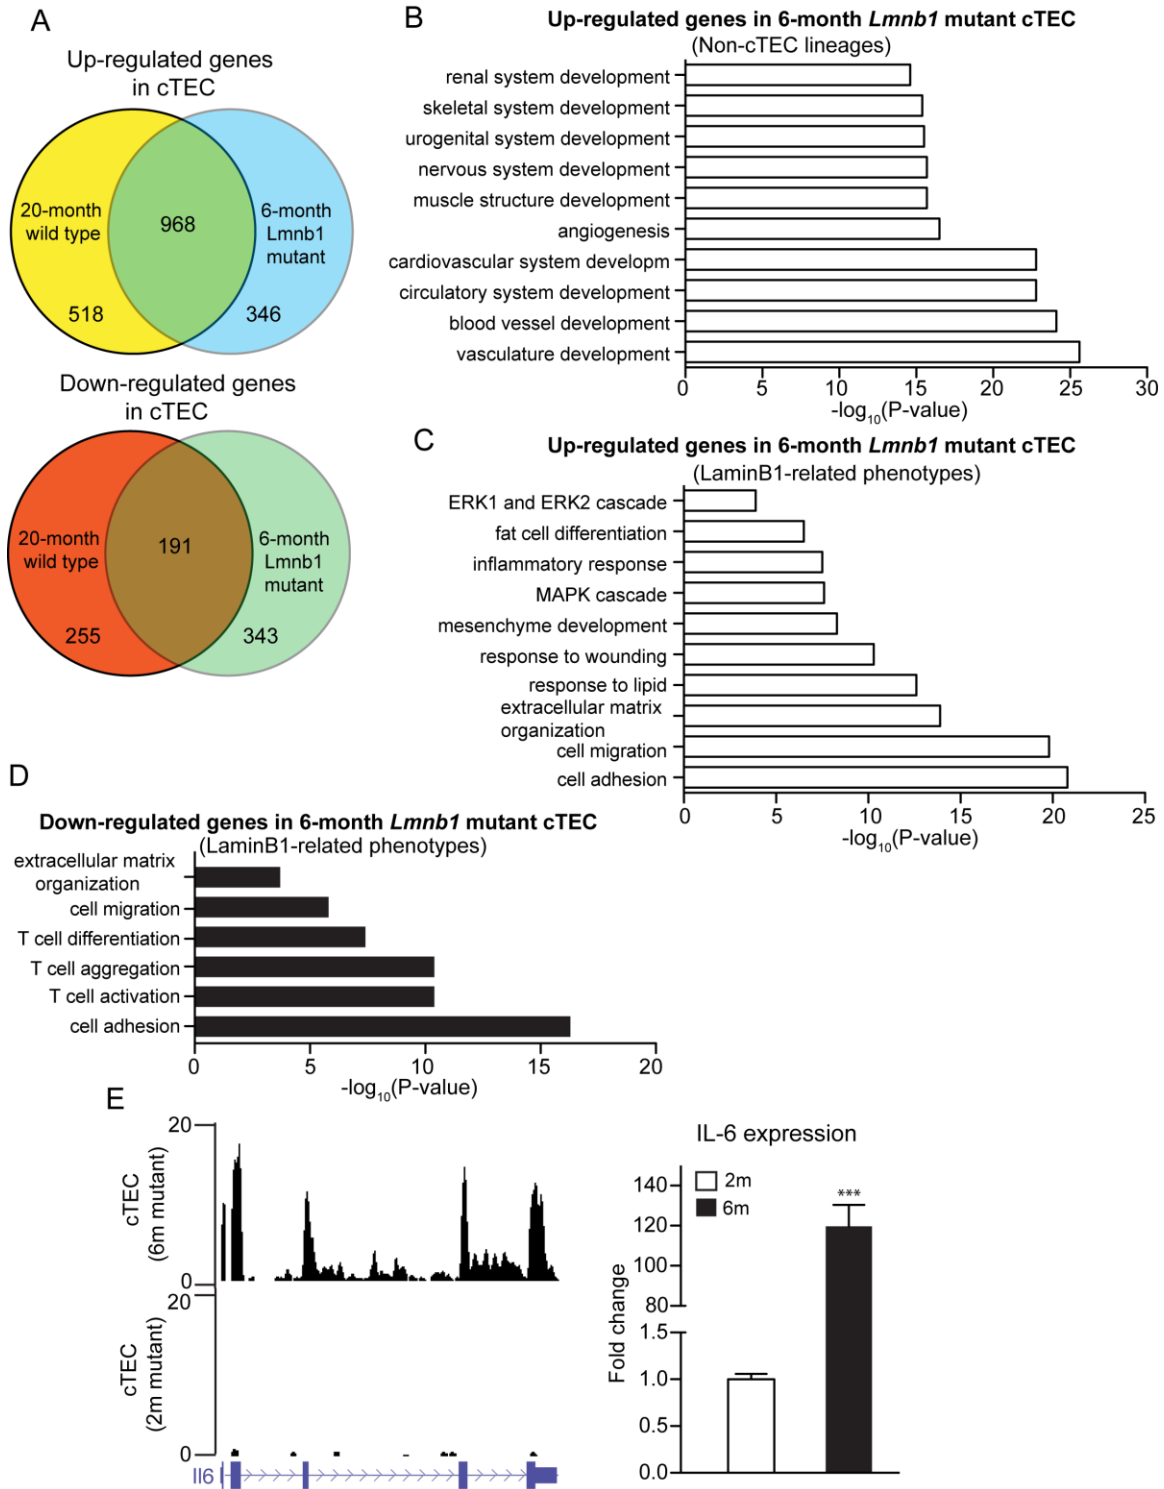 A
Up-regulated genes
in cTEC
20-month
wild type
968
6-month
Lmnb1
mutant
518
346
Down-regulated genes
in cTEC
20-month
wild type
191
6-month
Lmnb1
mutant
255
343
B
Up-regulated genes in 6-month Lmnb1 mutant cTEC
(Non-cTEC lineages)
renal system development
skeletal system development
urogenital system development
nervous system development
muscle structure development
angiogenesis
cardiovascular system developm
circulatory system development
blood vessel development
vasculature development
0 5 10 15 20 25 30
-log10(P-value)
C
Up-regulated genes in 6-month Lmnb1 mutant cTEC
(LaminB1-related phenotypes)
ERK1 and ERK2 cascade
fat cell differentiation
inflammatory response
MAPK cascade
mesenchyme development
response to wounding
response to lipid
extracellular matrix
organization
cell migration
cell adhesion
0 5 10 15 20 25
-log10(P-value)
D
Down-regulated genes in 6-month Lmnb1 mutant cTEC
(LaminB1-related phenotypes)
extracellular matrix
organization
cell migration
T cell differentiation
T cell aggregation
T cell activation
cell adhesion
0 5 10 15 20
-log10(P-value)
E
cTEC
(6m mutant)
20
0
cTEC
(2m mutant)
20
0
Il6
IL-6 expression
2m
6m
***
Fold change
140
120
100
80
1.5
1.0
0.5
0.0